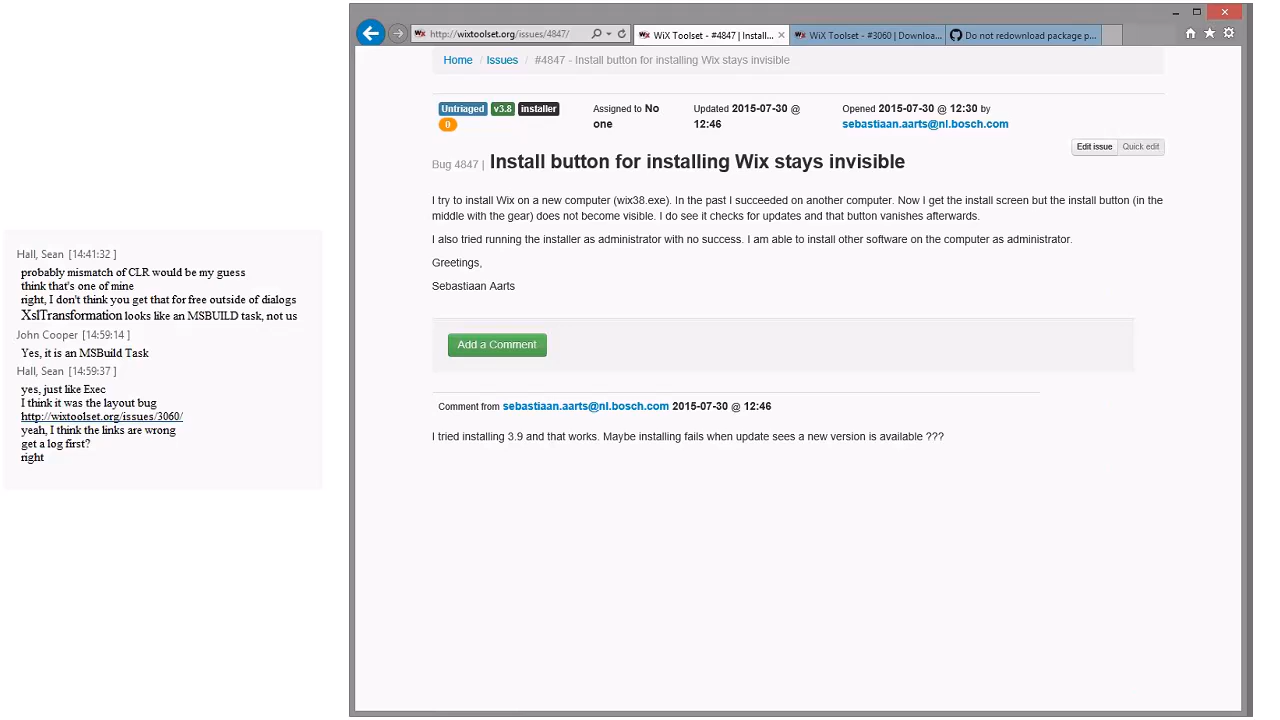 Hall, Sean [14:41:32 ]
probably mismatch of CLR would be my guess
think that's one of mine
right, I don't think you get that for free outside of dialogs
XslTransformation looks like an MSBUILD task, not us
John Cooper [14:59:14 ]
Yes, it is an MSBuild Task
Hall, Sean [14:59:37 ]
yes, just like Exec
I think it was the layout bug
http://wixtoolset.org/issues/3060/
yeah, I think the links are wrong
get a log first?
right
http://wixtoolset.org/issues/4847/
WiX Toolset - #4847 | Install...
WiX Toolset - #3060 | Downloa...
Do not redownload package p...
Home / Issues / #4847 - Install button for installing Wix stays invisible
Untriaged v3.8 installer
0
Assigned to No
one
Updated 2015-07-30 @
12:46
Opened 2015-07-30 @ 12:30 by
sebastiaan.aarts@nl.bosch.com
Edit issue Quick edit
Bug 4847 | Install button for installing Wix stays invisible
I try to install Wix on a new computer (wix38.exe). In the past I succeeded on another computer. Now I get the install screen but the install button (in the
middle with the gear) does not become visible. I do see it checks for updates and that button vanishes afterwards.
I also tried running the installer as administrator with no success. I am able to install other software on the computer as administrator.
Greetings,
Sebastiaan Aarts
Add a Comment
Comment from sebastiaan.aarts@nl.bosch.com 2015-07-30 @ 12:46
I tried installing 3.9 and that works. Maybe installing fails when update sees a new version is available ???